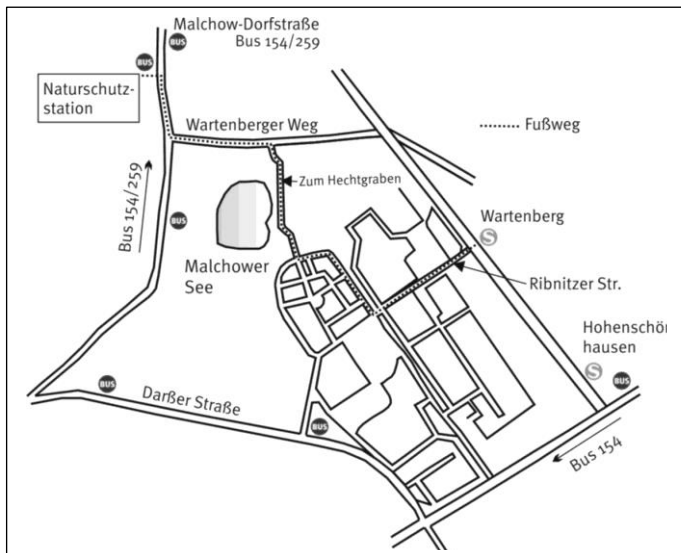 Malchow-Dorfstraße
Bus 154/259
BUS
BUS
Naturschutz-
station
Wartenberger Weg
Fußweg
Zum Hechtgraben
Bus 154/259
BUS
Wartenberg
S
Malchower
See
Ribnitzer Str.
Hohenschön
hausen
S
BUS
BUS
Darßer Straße
BUS
Bus 154